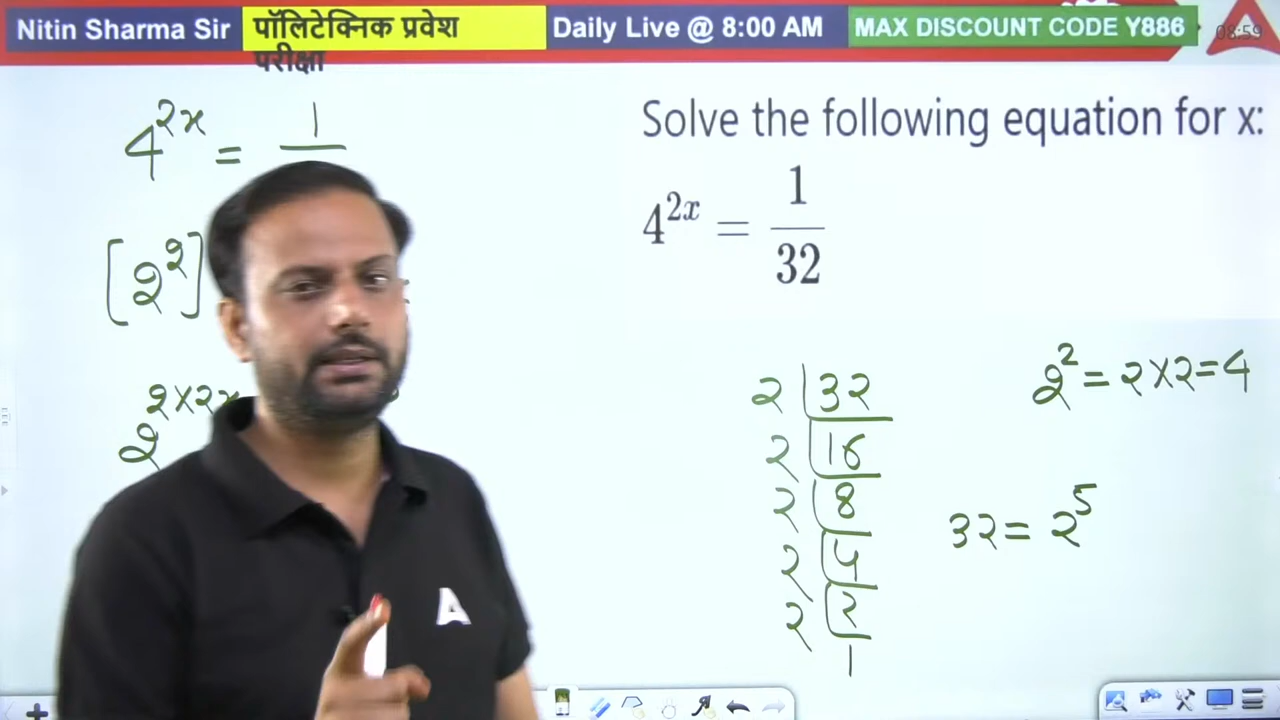 Nitin Sharma Sir
पॉलिटेक्निक प्रवेश
परीक्षा
Daily Live @ 8:00 AM
MAX DISCOUNT CODE Y886
08:59
Solve the following equation for x:
4^{2x} = 1/32
4^{2x} = 1
[2^2]
2^{2×2x
2 | 32
2 | 16
2 | 8
2 | 4
2 | 2
1
2^2 = 2×2=4
32 = 2^5